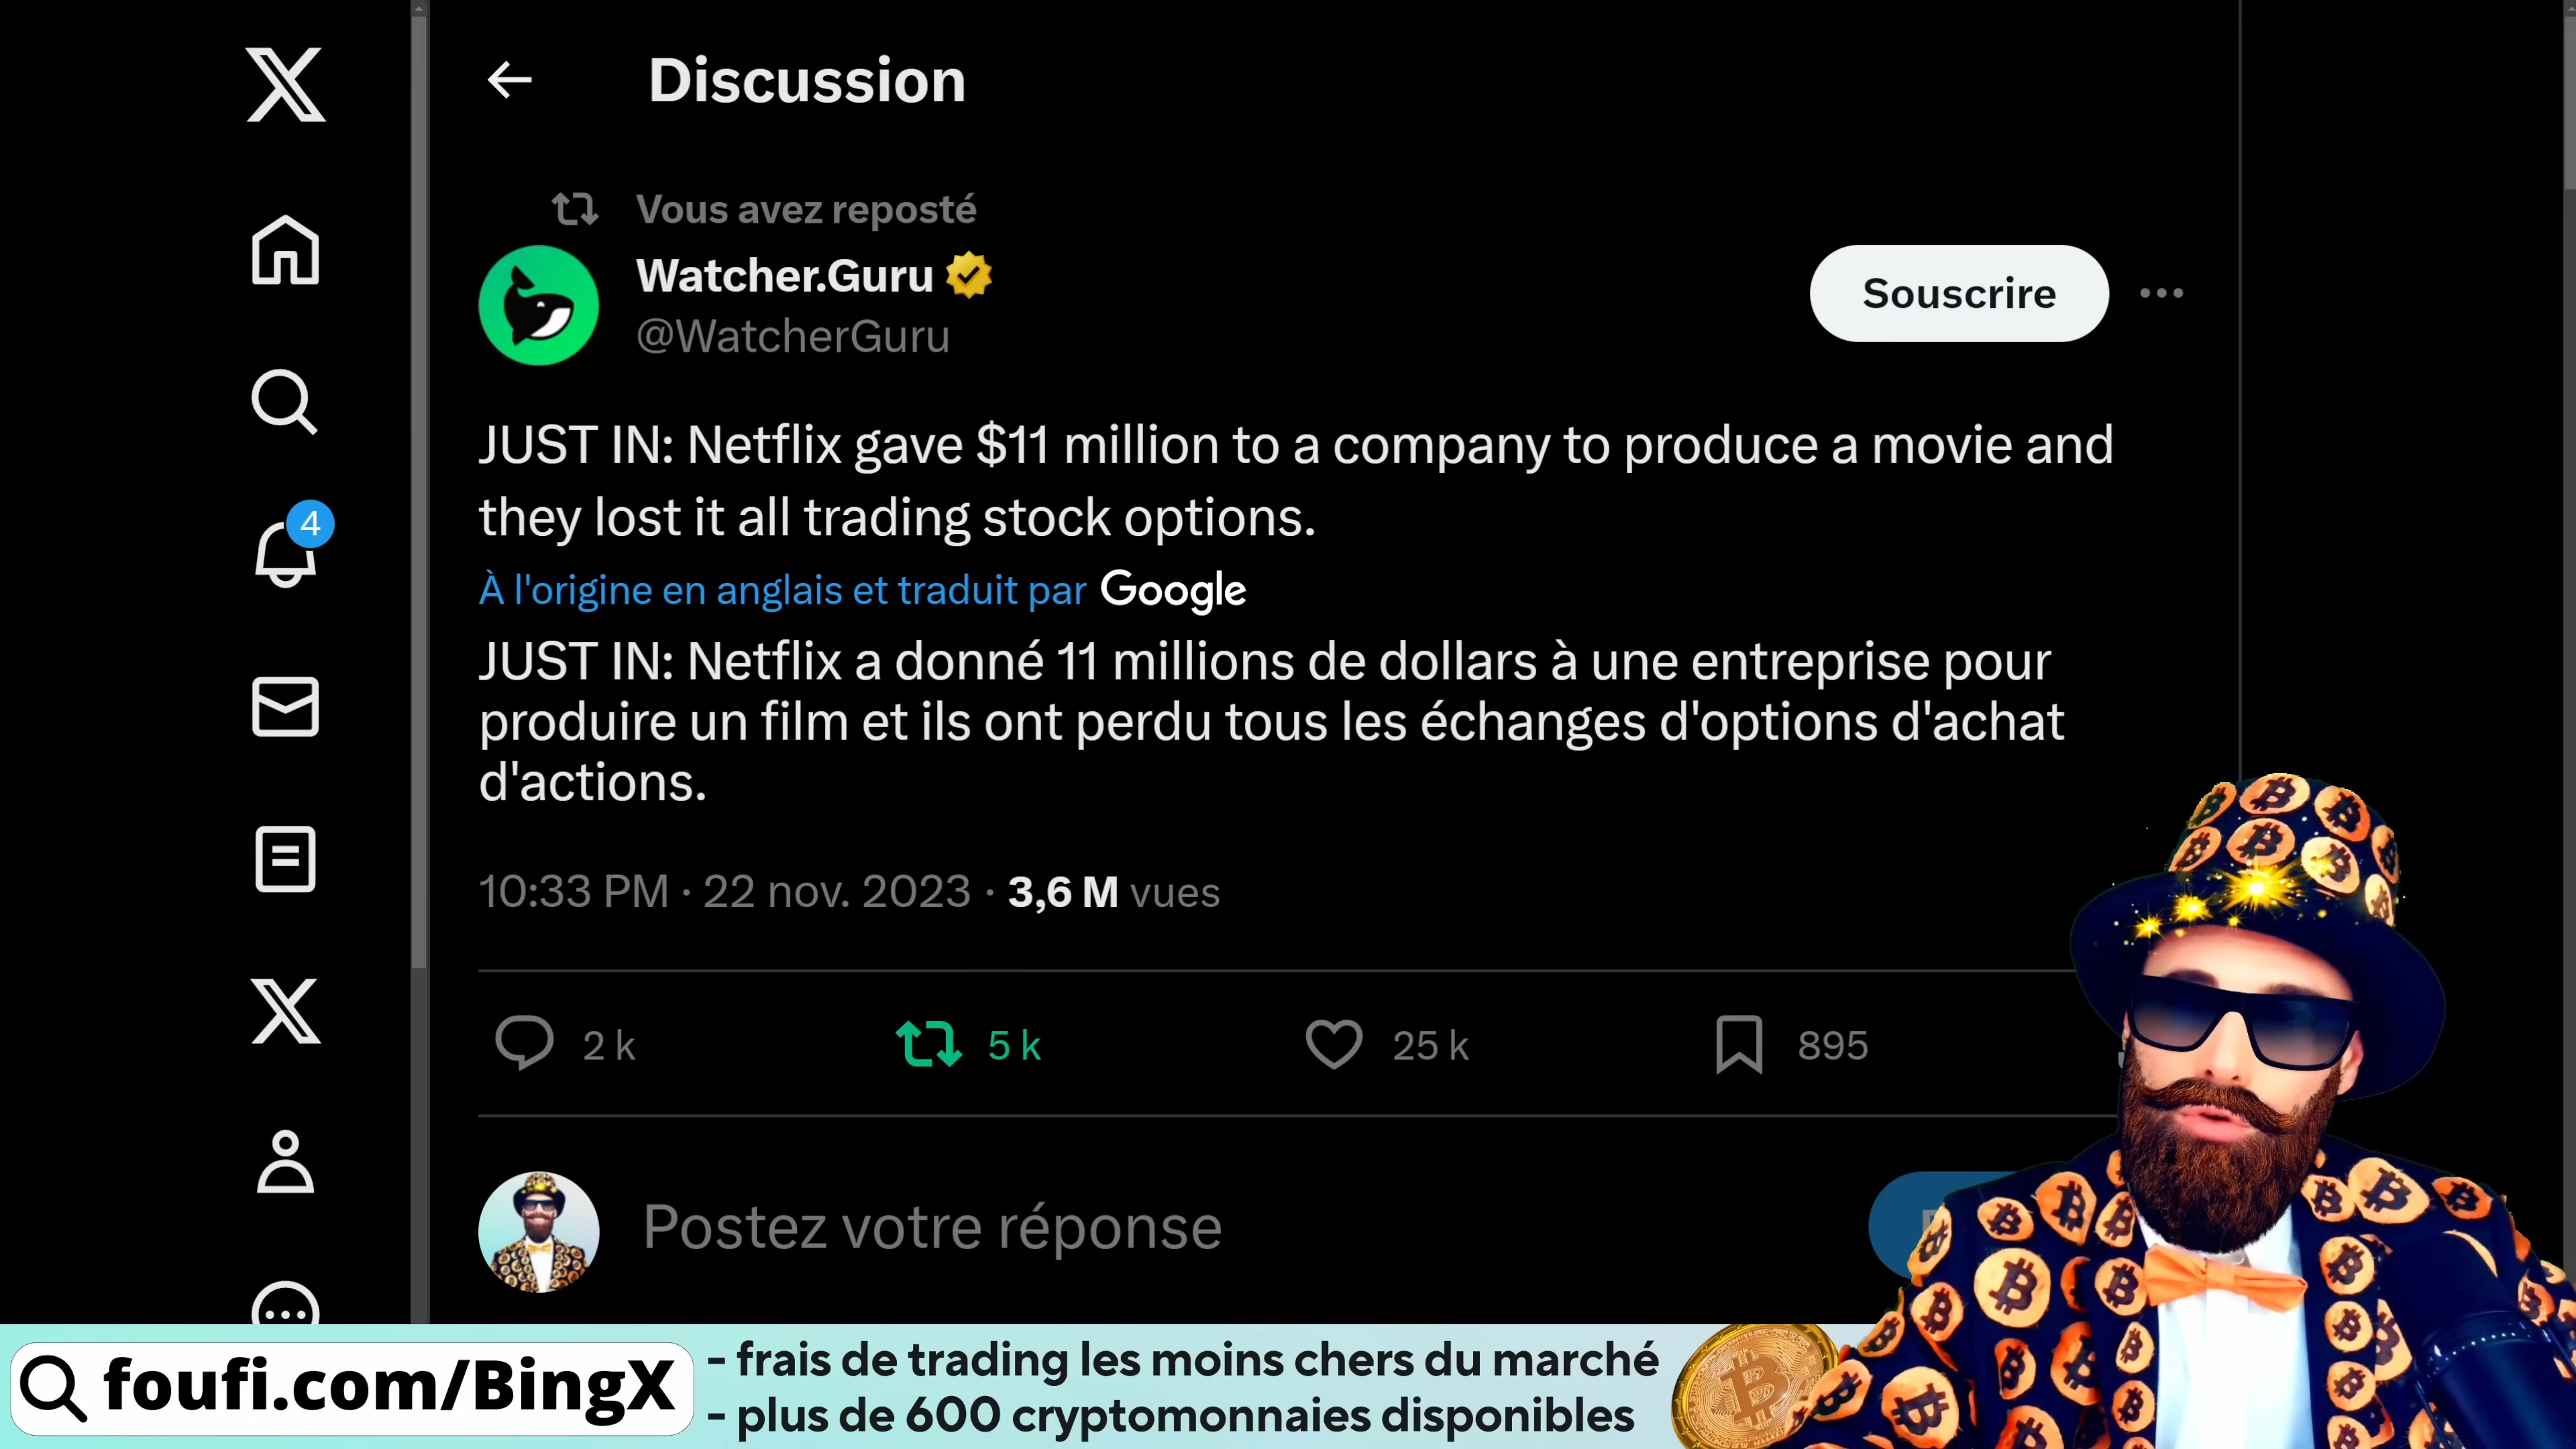 Discussion
Vous avez reposté
Watcher.Guru
@WatcherGuru
Souscrire
JUST IN: Netflix gave $11 million to a company to produce a movie and
they lost it all trading stock options.
À l'origine en anglais et traduit par Google
JUST IN: Netflix a donné 11 millions de dollars à une entreprise pour
produire un film et ils ont perdu tous les échanges d'options d'achat
d'actions.
10:33 PM · 22 nov. 2023 · 3,6 M vues
4
2 k 5 k 25 k 895
Postez votre réponse
foufi.com/BingX
- frais de trading les moins chers du marché
- plus de 600 cryptomonnaies disponibles